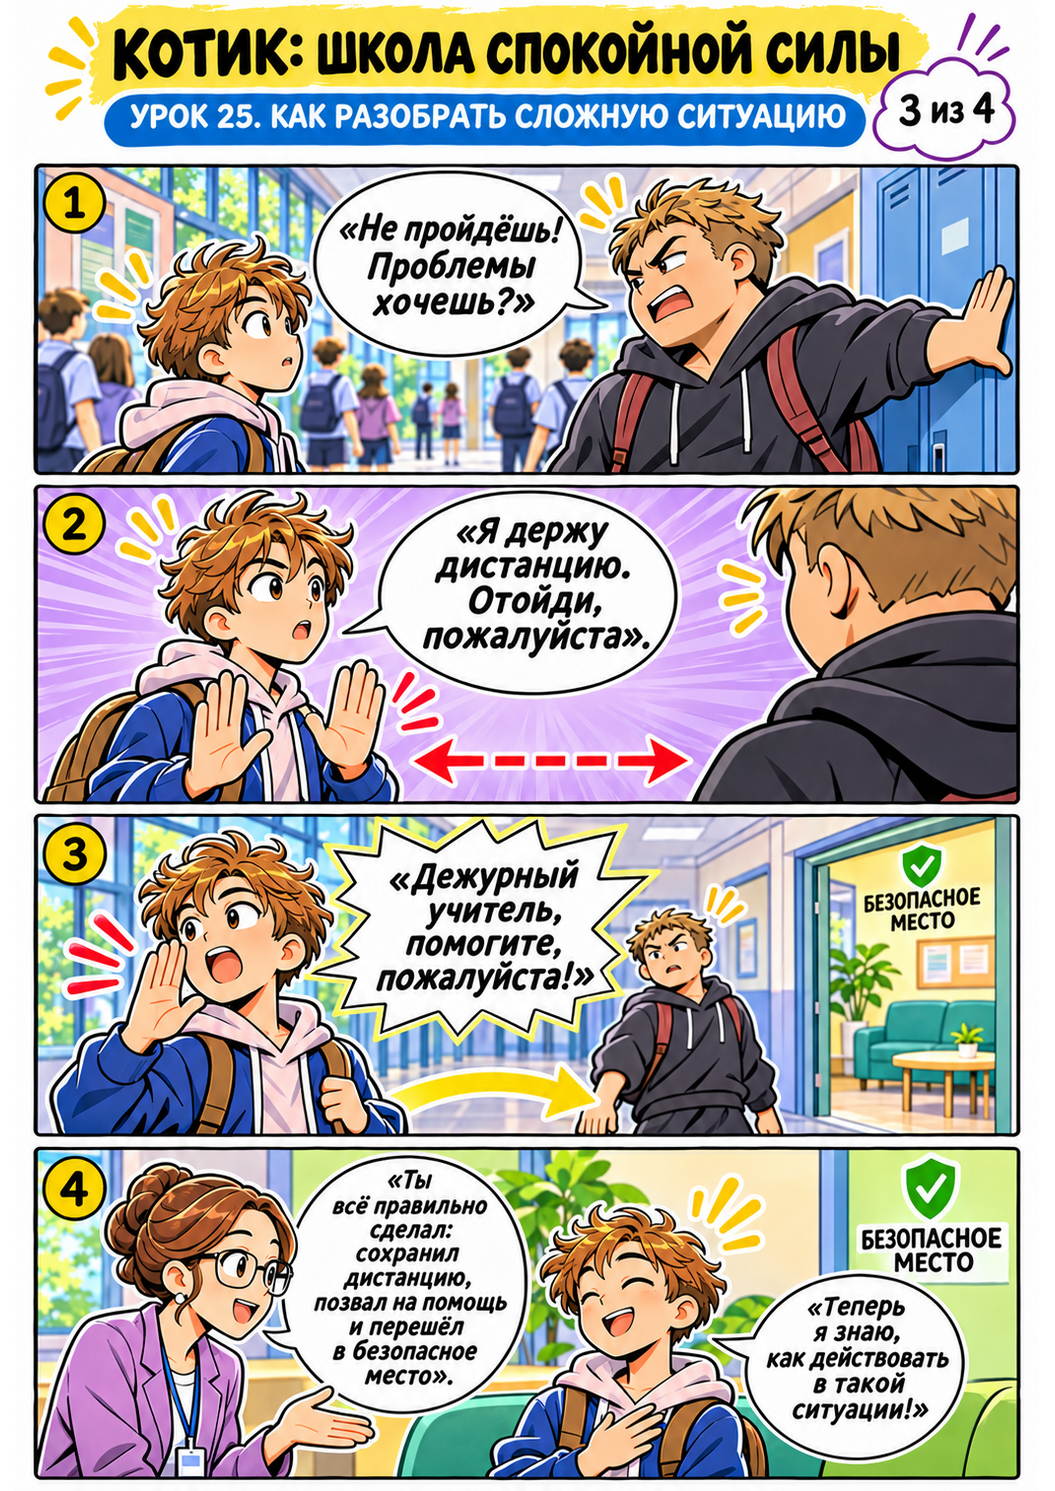 КОТИК: ШКОЛА СПОКОЙНОЙ СИЛЫ
УРОК 25. КАК РАЗОБРАТЬ СЛОЖНУЮ СИТУАЦИЮ
3 из 4
1
«Не пройдёшь!
Проблемы
хочешь?»
2
«Я держу
дистанцию.
Отойди,
пожалуйста».
3
«Дежурный
учитель,
помогите,
пожалуйста!»
БЕЗОПАСНОЕ
МЕСТО
4
«Ты
всё правильно
сделал:
сохранил
дистанцию,
позвал на помощь
и перешёл
в безопасное
место».
БЕЗОПАСНОЕ
МЕСТО
«Теперь
я знаю,
как действовать
в такой
ситуации!»